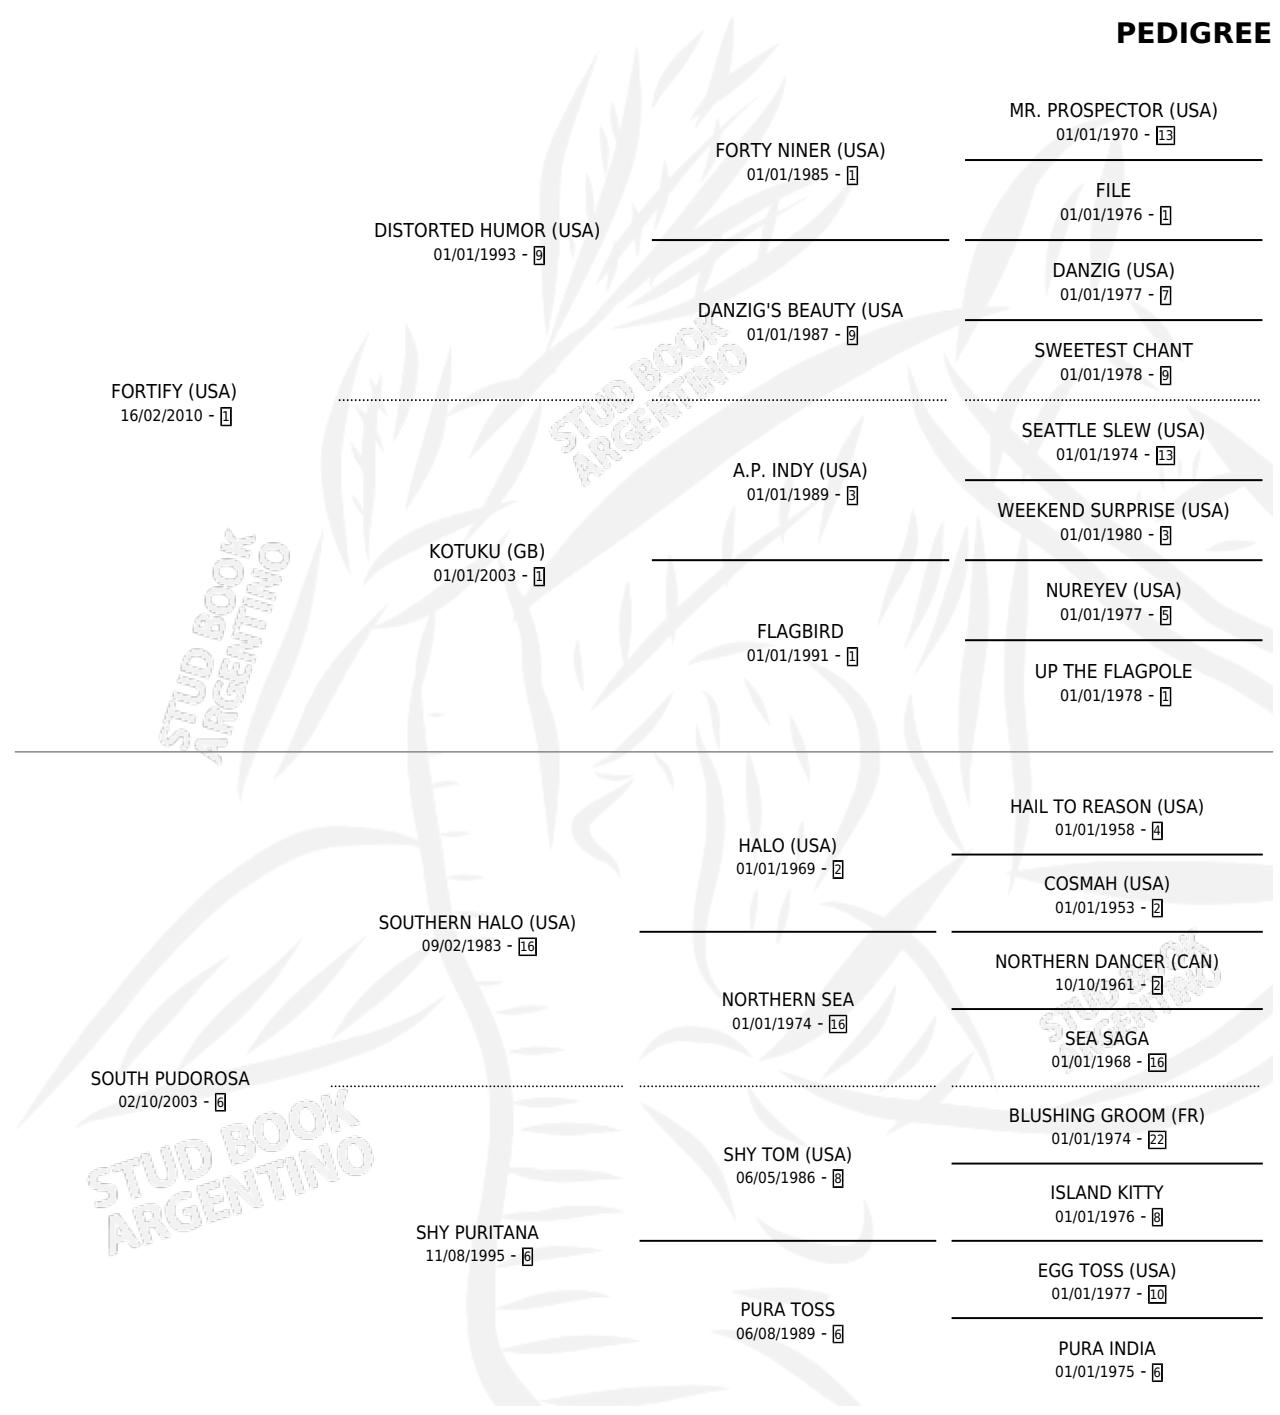 PEDIGREE
MR. PROSPECTOR (USA)
01/01/1970 - 13
FORTY NINER (USA)
01/01/1985 - 1
FILE
01/01/1976 - 1
DISTORTED HUMOR (USA)
01/01/1993 - 9
DANZIG (USA)
01/01/1977 - 7
DANZIG'S BEAUTY (USA
01/01/1987 - 9
SWEETEST CHANT
01/01/1978 - 9
FORTIFY (USA)
16/02/2010 - 1
SEATTLE SLEW (USA)
01/01/1974 - 13
A.P. INDY (USA)
01/01/1989 - 3
WEEKEND SURPRISE (USA)
01/01/1980 - 3
KOTUKU (GB)
01/01/2003 - 1
NUREYEV (USA)
01/01/1977 - 5
FLAGBIRD
01/01/1991 - 1
UP THE FLAGPOLE
01/01/1978 - 1
HAIL TO REASON (USA)
01/01/1958 - 4
HALO (USA)
01/01/1969 - 2
COSMAH (USA)
01/01/1953 - 2
SOUTHERN HALO (USA)
09/02/1983 - 16
NORTHERN DANCER (CAN)
10/10/1961 - 2
NORTHERN SEA
01/01/1974 - 16
SEA SAGA
01/01/1968 - 16
SOUTH PUDOROSA
02/10/2003 - 6
BLUSHING GROOM (FR)
01/01/1974 - 22
SHY TOM (USA)
06/05/1986 - 8
ISLAND KITTY
01/01/1976 - 8
SHY PURITANA
11/08/1995 - 6
EGG TOSS (USA)
01/01/1977 - 10
PURA TOSS
06/08/1989 - 6
PURA INDIA
01/01/1975 - 6
STUD BOOK
ARGENTINO
STUD BOOK
ARGENTINO
STUD BOOK
ARGENTINO
STUD BOOK
ARGENTINO